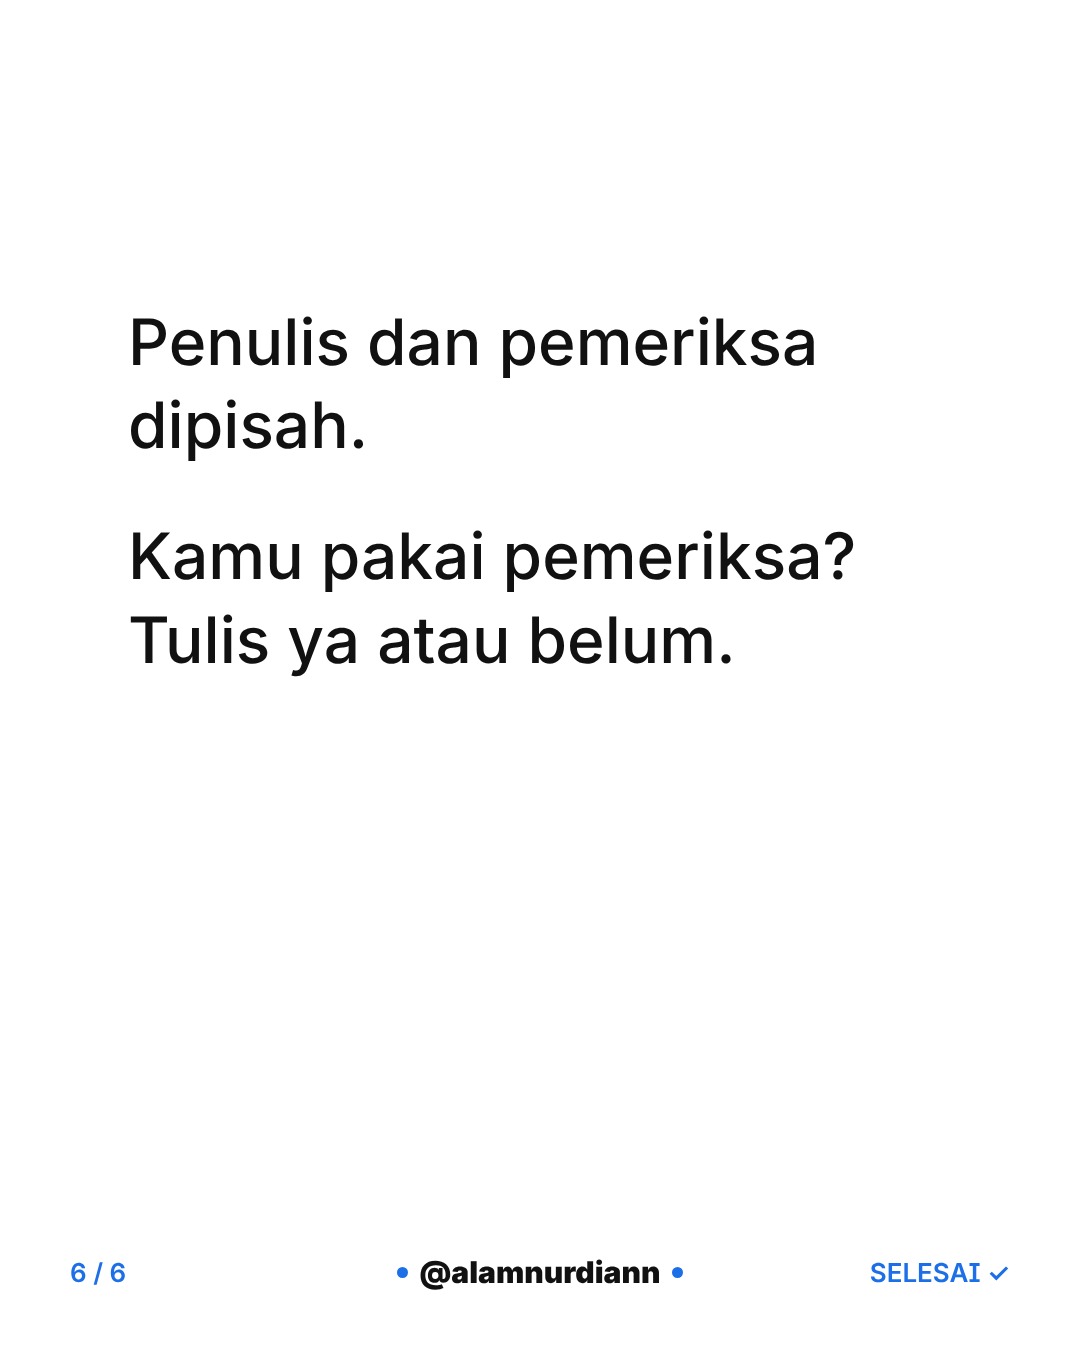 Penulis dan pemeriksa
dipisah.
Kamu pakai pemeriksa?
Tulis ya atau belum.
6 / 6
• @alamnurdiann •
SELESAI ✓